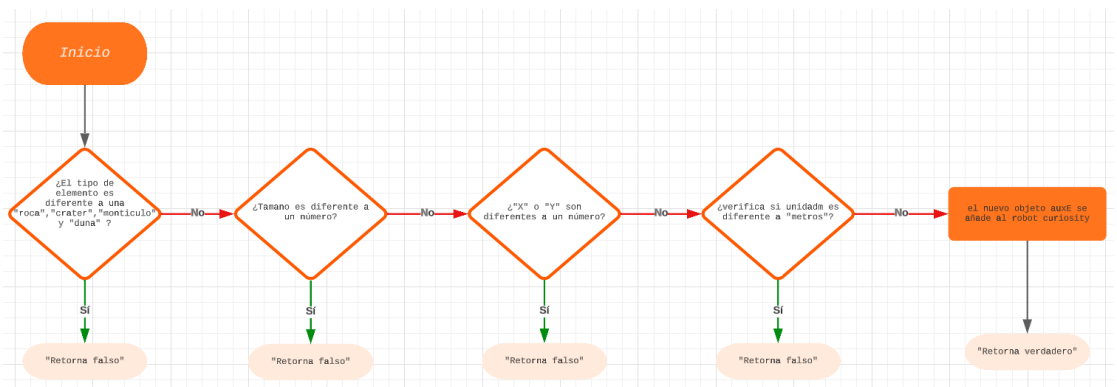 Inicio
¿El tipo de
elemento es
diferente a una
"roca","crater","monticulo"
y "duna" ?
No
¿Tamano es diferente a
un número?
No
¿"X" o "Y" son
diferentes a un número?
No
¿verifica si unidadm es
diferente a "metros"?
No
el nuevo objeto auxE se
añade al robot curiosity
Sí
Sí
Sí
Sí
"Retorna falso"
"Retorna falso"
"Retorna falso"
"Retorna falso"
"Retorna verdadero"